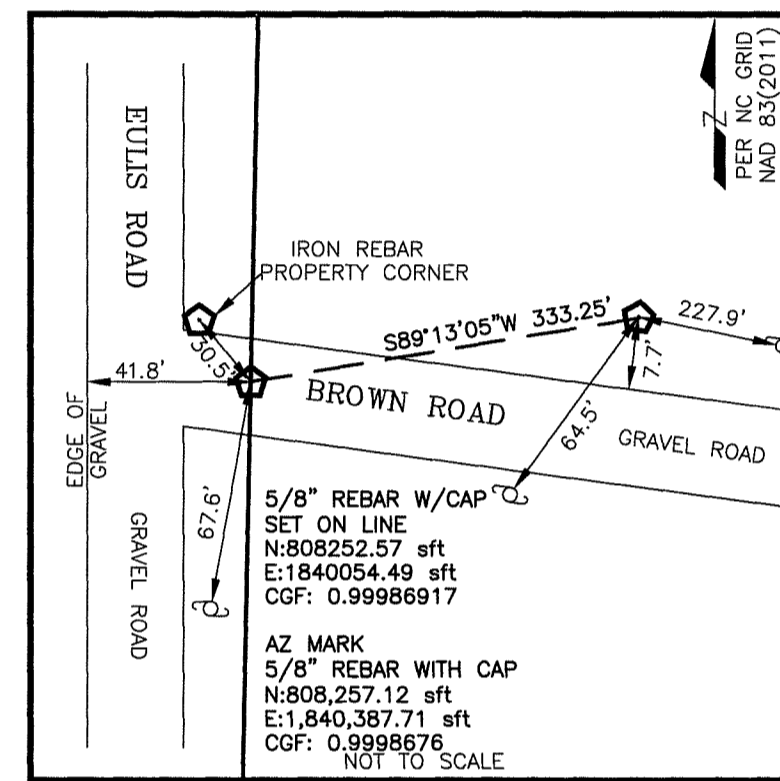 PER NC GRID
NAD 83(2011)
Z
EULIS ROAD
IRON REBAR
PROPERTY CORNER
S89°13'05"W 333.25'
227.9'
30.5'
41.8'
7.7'
BROWN ROAD
64.5'
GRAVEL ROAD
EDGE OF
GRAVEL
67.6'
GRAVEL ROAD
5/8" REBAR W/CAP
SET ON LINE
N:808252.57 sft
E:1840054.49 sft
CGF: 0.99986917
AZ MARK
5/8" REBAR WITH CAP
N:808,257.12 sft
E:1,840,387.71 sft
CGF: 0.9998676
NOT TO SCALE